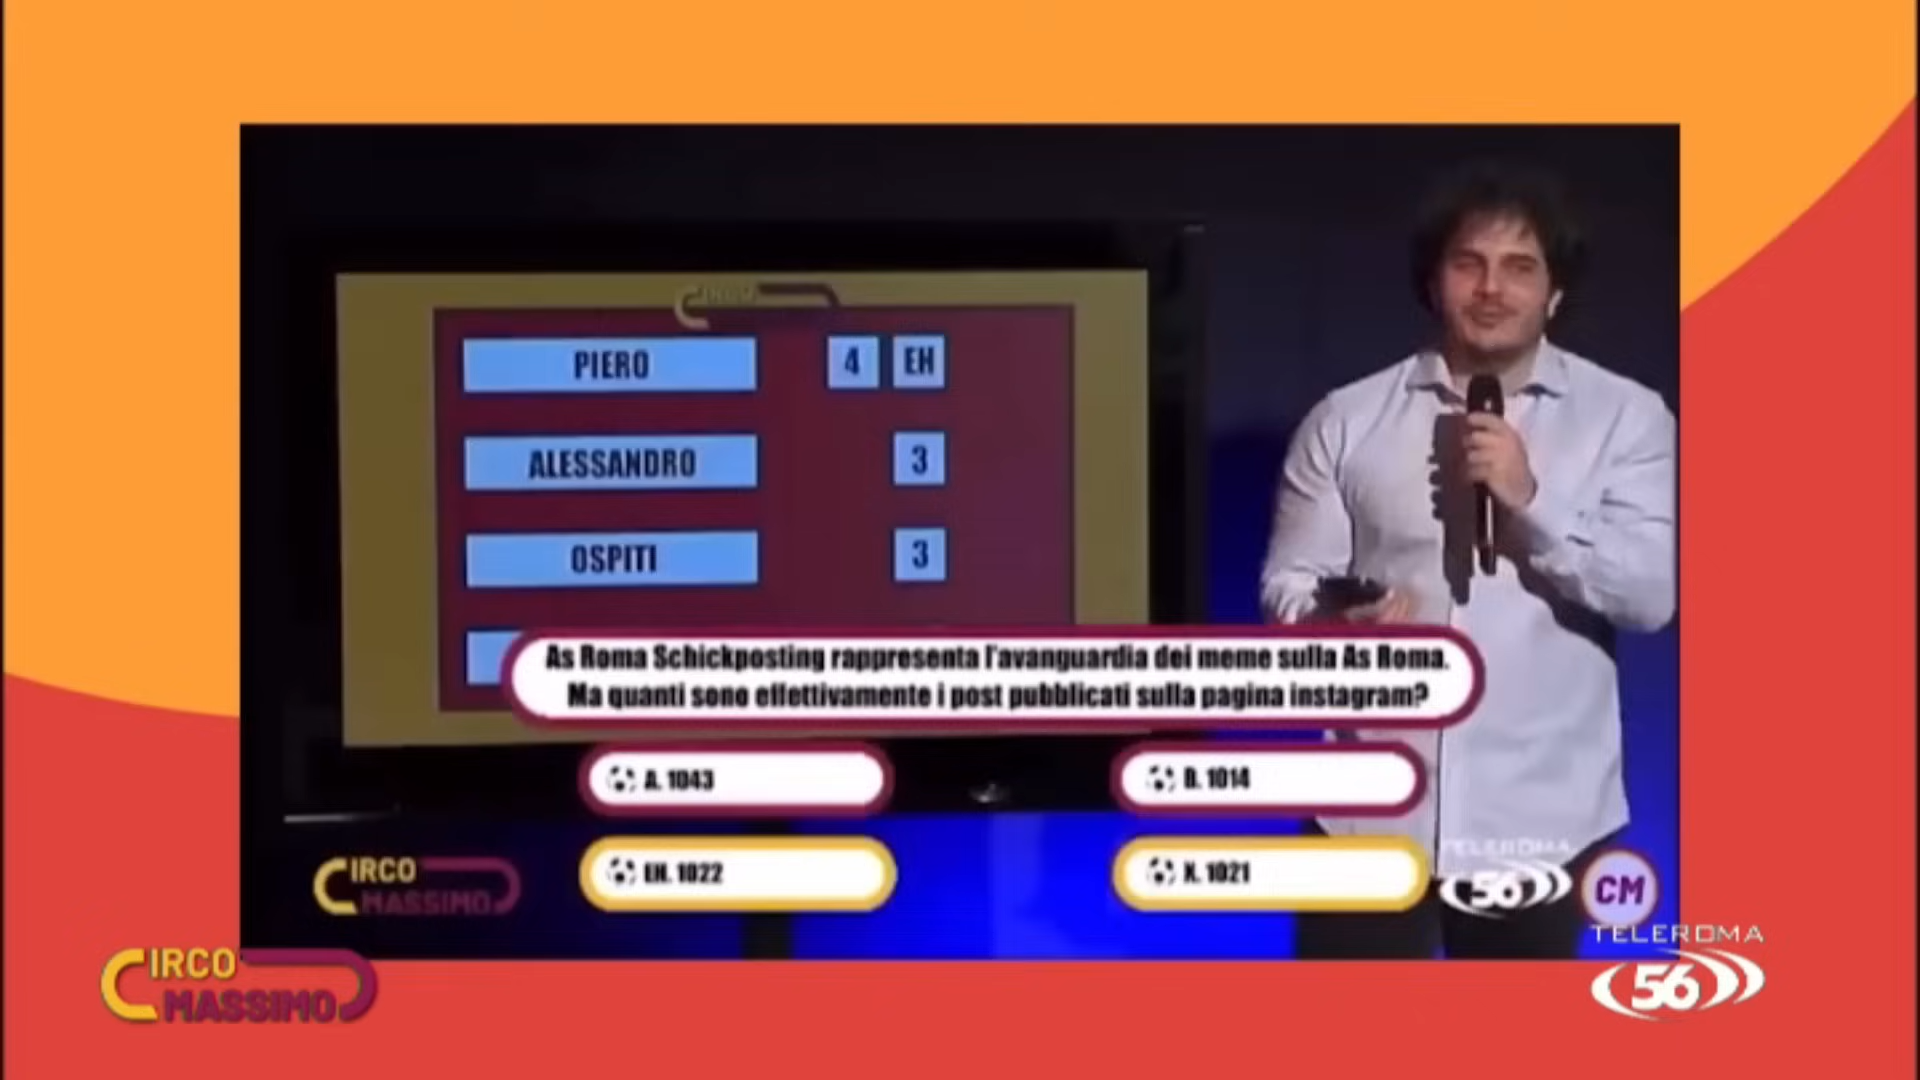 PIERO 4 EH
ALESSANDRO 3
OSPITI 3
As Roma Schickposting rappresenta l'avanguardia dei meme sulla As Roma.
Ma quanti sono effettivamente i post pubblicati sulla pagina instagram?
A. 1043
B. 1014
EH. 1022
X. 1021
CIRCO
MASSIMO
TELEROMA
56
CM
CIRCO
MASSIMO
TELEROMA
56